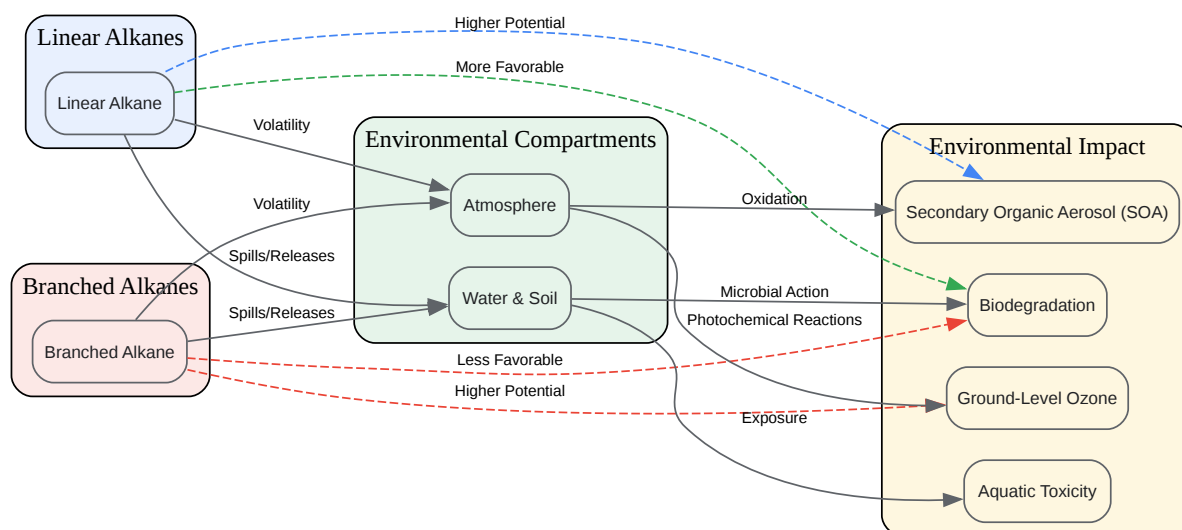 Linear Alkanes
Linear Alkane
Branched Alkanes
Branched Alkane
Higher Potential
More Favorable
Volatility
Volatility
Spills/Releases
Spills/Releases
Environmental Compartments
Atmosphere
Water & Soil
Less Favorable
Higher Potential
Oxidation
Microbial Action
Photochemical Reactions
Exposure
Environmental Impact
Secondary Organic Aerosol (SOA)
Biodegradation
Ground-Level Ozone
Aquatic Toxicity